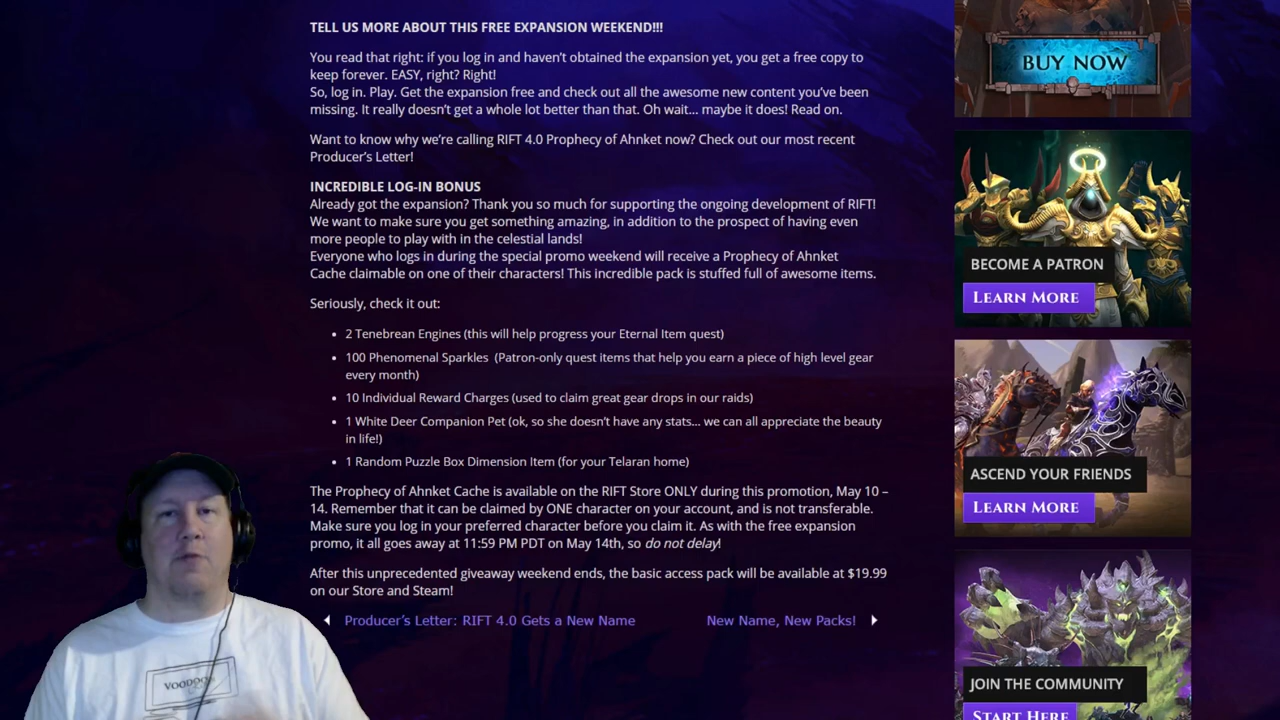 TELL US MORE ABOUT THIS FREE EXPANSION WEEKEND!!!
You read that right: if you log in and haven't obtained the expansion yet, you get a free copy to
keep forever. EASY, right? Right!
So, log in. Play. Get the expansion free and check out all the awesome new content you've been
missing. It really doesn't get a whole lot better than that. Oh wait... maybe it does! Read on.
Want to know why we're calling RIFT 4.0 Prophecy of Ahnket now? Check out our most recent
Producer's Letter!
INCREDIBLE LOG-IN BONUS
Already got the expansion? Thank you so much for supporting the ongoing development of RIFT!
We want to make sure you get something amazing, in addition to the prospect of having even
more people to play with in the celestial lands!
Everyone who logs in during the special promo weekend will receive a Prophecy of Ahnket
Cache claimable on one of their characters! This incredible pack is stuffed full of awesome items.
Seriously, check it out:
• 2 Tenebrean Engines (this will help progress your Eternal Item quest)
• 100 Phenomenal Sparkles (Patron-only quest items that help you earn a piece of high level gear
every month)
• 10 Individual Reward Charges (used to claim great gear drops in our raids)
• 1 White Deer Companion Pet (ok, so she doesn't have any stats... we can all appreciate the beauty
in life!)
• 1 Random Puzzle Box Dimension Item (for your Telaran home)
The Prophecy of Ahnket Cache is available on the RIFT Store ONLY during this promotion, May 10 –
14. Remember that it can be claimed by ONE character on your account, and is not transferable.
Make sure you log in your preferred character before you claim it. As with the free expansion
promo, it all goes away at 11:59 PM PDT on May 14th, so do not delay!
After this unprecedented giveaway weekend ends, the basic access pack will be available at $19.99
on our Store and Steam!
Producer's Letter: RIFT 4.0 Gets a New Name
New Name, New Packs!
BUY NOW
BECOME A PATRON
LEARN MORE
ASCEND YOUR FRIENDS
LEARN MORE
JOIN THE COMMUNITY
START HERE
VOODOO